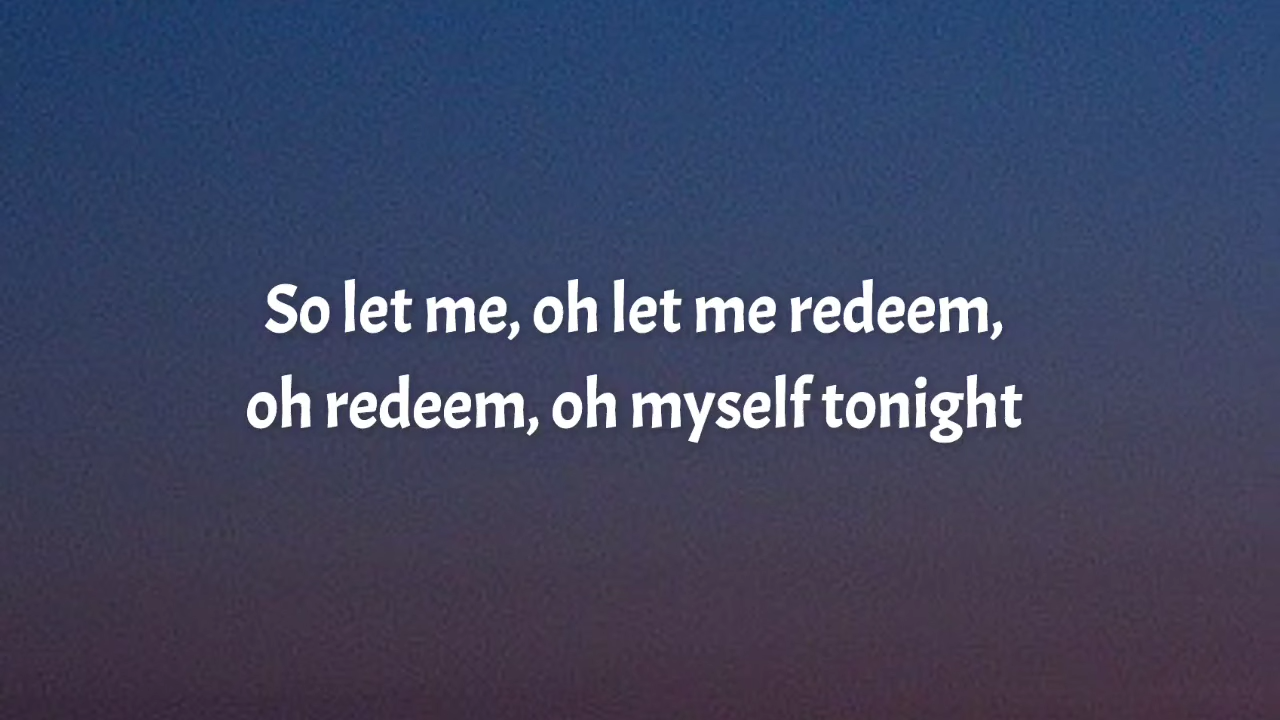 So let me, oh let me redeem,
oh redeem, oh myself tonight